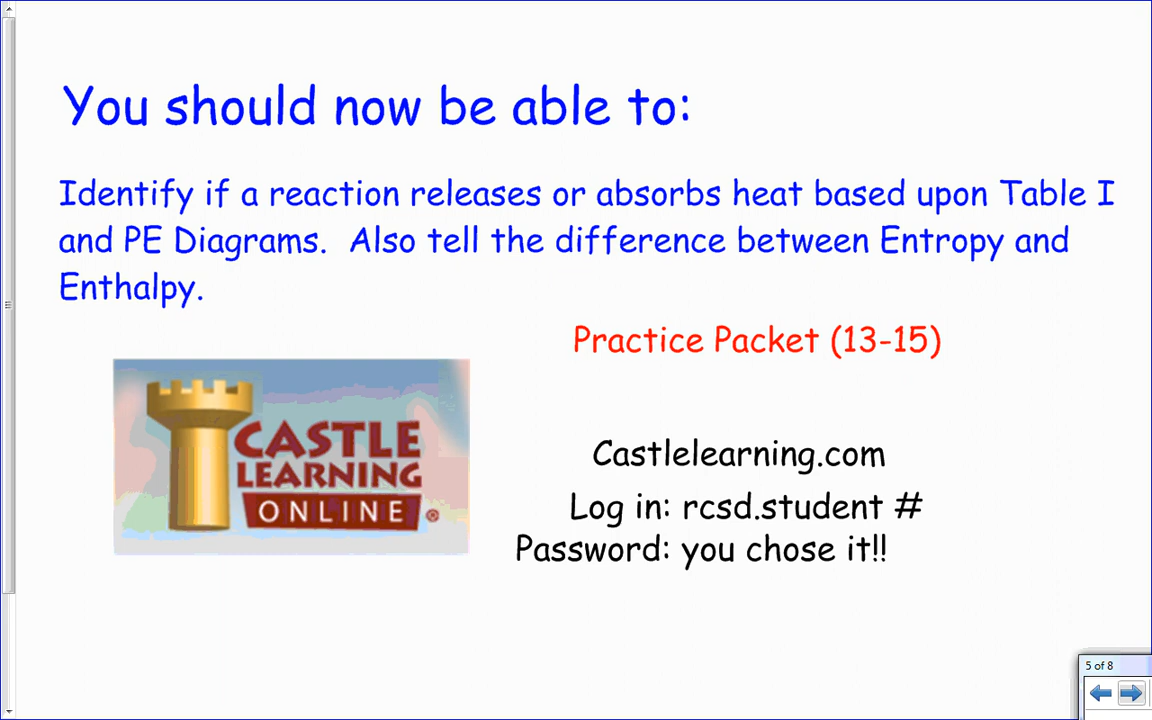 You should now be able to:
Identify if a reaction releases or absorbs heat based upon Table I
and PE Diagrams. Also tell the difference between Entropy and
Enthalpy.
Practice Packet (13-15)
CASTLE
LEARNING
ONLINE ®
Castlelearning.com
Log in: rcsd.student #
Password: you chose it!!
5 of 8